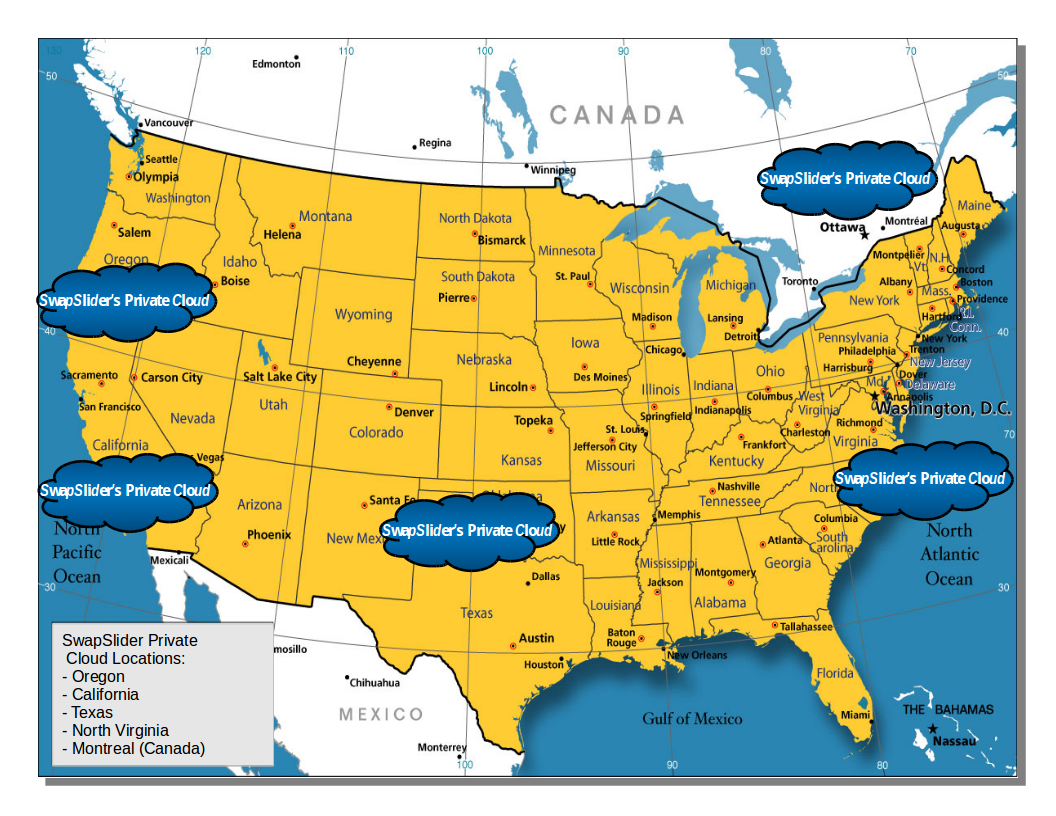 130
120
110
100
90
80
70
50
50
Edmonton
CANADA
Vancouver
Regina
Winnipeg
Seattle
Olympia
Washington
SwapSlider's Private Cloud
Montana
Helena
North Dakota
Bismarck
Minnesota
Maine
Montréal
Augusta
Ottawa
Salem
Oregon
Idaho
Boise
South Dakota
Pierre
St. Paul
Wisconsin
Michigan
Toronto
Montpelier
Vt.
N.H.
Concord
Albany
Boston
Mass.
New York
Providence
SwapSlider's Private Cloud
Wyoming
Madison
Lansing
Hartford
R.I.
Conn.
40
40
Detroit
Pennsylvania
New York
Trenton
Iowa
Chicago
Philadelphia
New Jersey
Nebraska
Cheyenne
Harrisburg
Dover
Delaware
Sacramento
Carson City
Salt Lake City
Des Moines
Ohio
Md.
Annapolis
Lincoln
Illinois
Indiana
Columbus
West
Virginia
Washington, D.C.
San Francisco
Nevada
Utah
Denver
Springfield
Indianapolis
Topeka
St. Louis
Charleston
Richmond
70
California
Colorado
Jefferson City
Frankfort
Virginia
Kansas
Missouri
Kentucky
Vegas
SwapSlider's Private Cloud
SwapSlider's Private Cloud
Nashville
North
Tennessee
Arizona
Santa Fe
Oklahoma
Arkansas
Memphis
Columbia
North
Pacific
Ocean
Phoenix
New Mex
SwapSlider's Private Cloud
Little Rock
Atlanta
South
Carolina
North
Atlantic
Ocean
Mexicali
Mississippi
Georgia
Dallas
Jackson
Montgomery
30
30
Texas
Louisiana
Alabama
Austin
Baton
Rouge
Tallahassee
New Orleans
Houston
mosillo
Chihuahua
Florida
MEXICO
Gulf of Mexico
Miami
THE BAHAMAS
Nassau
Monterrey
100
90
80
SwapSlider Private
Cloud Locations:
- Oregon
- California
- Texas
- North Virginia
- Montreal (Canada)